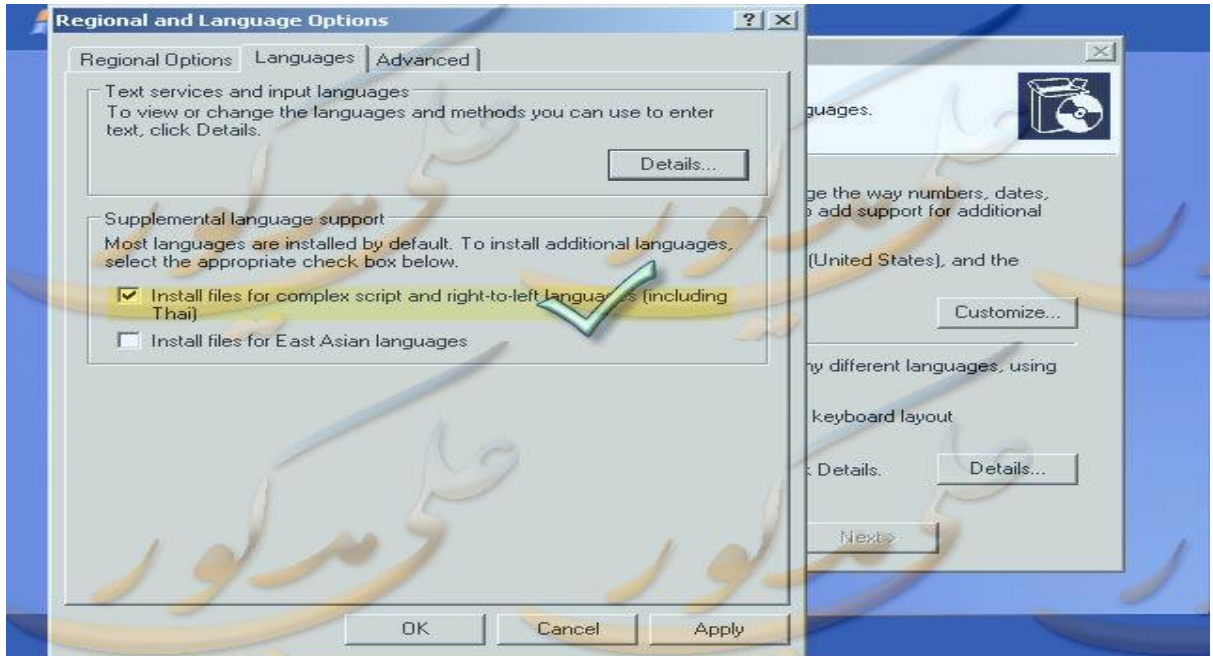 Regional and Language Options
Regional Options
Languages
Advanced
Text services and input languages
To view or change the languages and methods you can use to enter
text, click Details.
Details...
Supplemental language support
Most languages are installed by default. To install additional languages,
select the appropriate check box below.
Install files for complex script and right-to-left languages (including
Thai)
Install files for East Asian languages
OK
Cancel
Apply
guages.
ge the way numbers, dates,
add support for additional
(United States), and the
Customize...
ny different languages, using
keyboard layout
Details.
Details...
Next>
علی مدکور